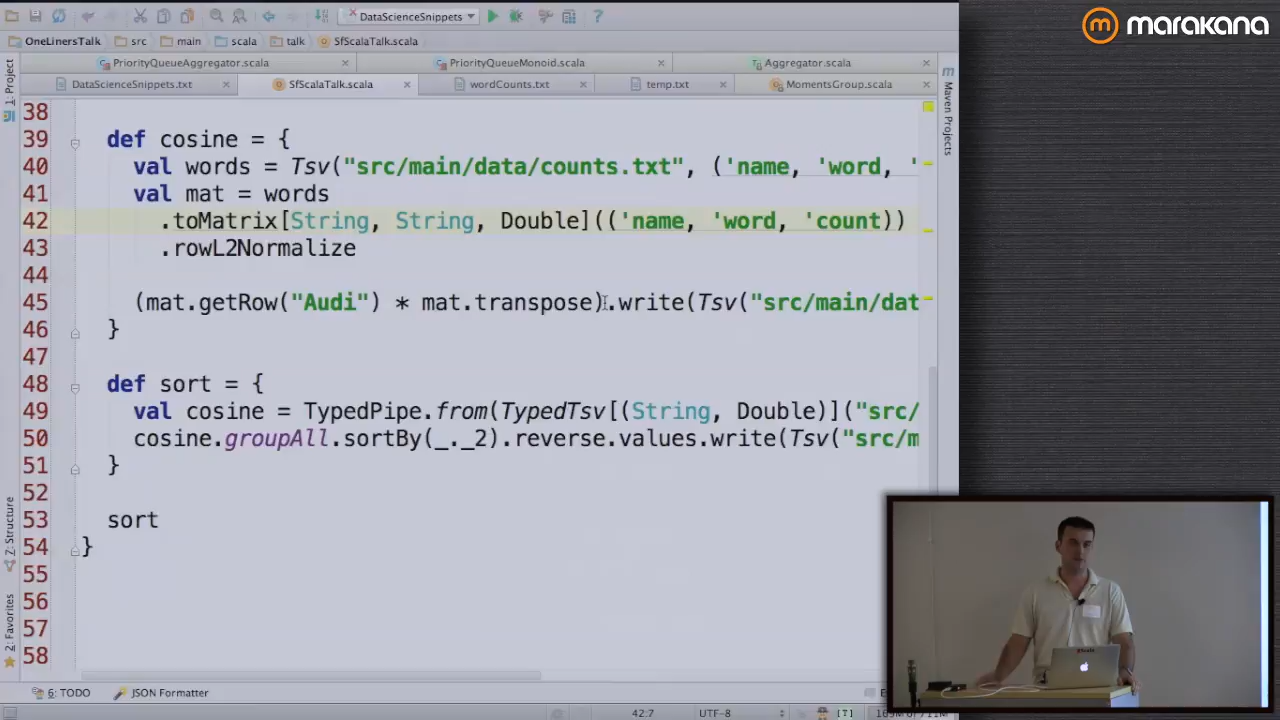 marakana
DataScienceSnippets
OneLinersTalk src main scala talk SfScalaTalk.scala
PriorityQueueAggregator.scala PriorityQueueMonoid.scala Aggregator.scala
DataScienceSnippets.txt SfScalaTalk.scala wordCounts.txt temp.txt MomentsGroup.scala
1: Project
Maven Projects
38
39 def cosine = {
40 val words = Tsv("src/main/data/counts.txt", ('name, 'word, '
41 val mat = words
42 .toMatrix[String, String, Double](('name, 'word, 'count))
43 .rowL2Normalize
44
45 (mat.getRow("Audi") * mat.transpose).write(Tsv("src/main/dat
46 }
47
48 def sort = {
49 val cosine = TypedPipe.from(TypedTsv[(String, Double)]("src/
50 cosine.groupAll.sortBy(_._2).reverse.values.write(Tsv("src/m
51 }
52
53 sort
54 }
55
56
57
58
Z: Structure
2: Favorites
6: TODO JSON Formatter
42:7 UTF-8 [T]